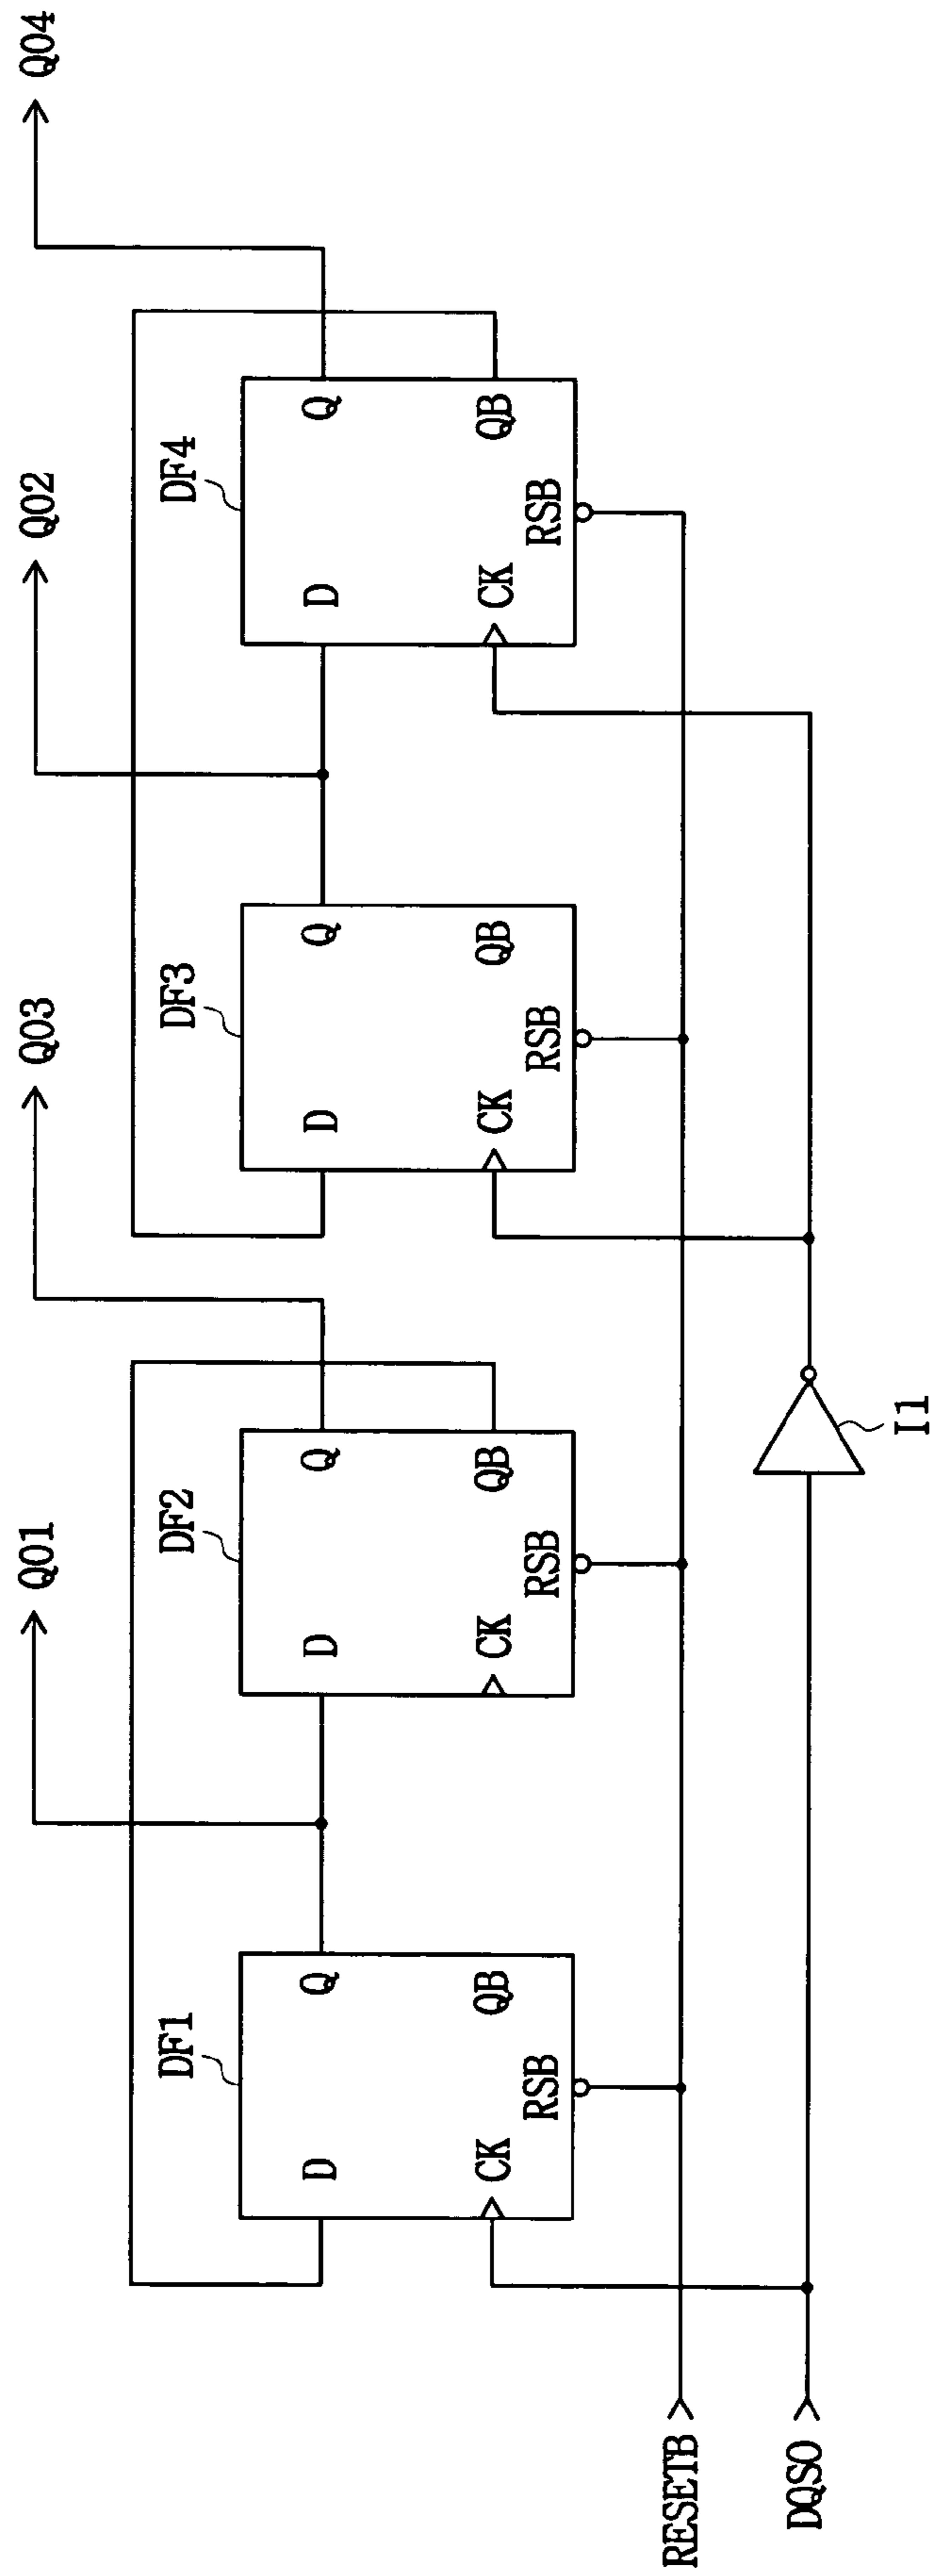 Q01
Q03
Q02
Q04
DF1
DF2
DF3
DF4
D Q
D Q
D Q
D Q
CK QB
CK QB
CK QB
CK QB
RSB
RSB
RSB
RSB
RESETB
DQSO
I1